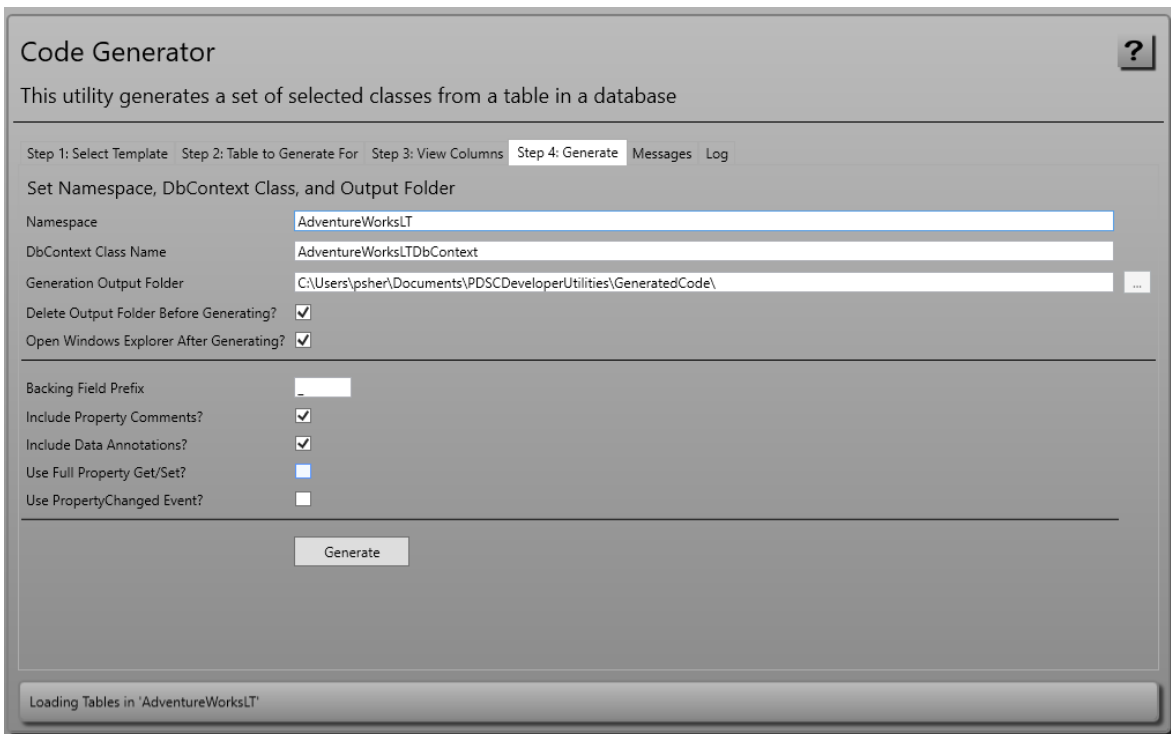 Code Generator
?
This utility generates a set of selected classes from a table in a database
Step 1: Select Template Step 2: Table to Generate For Step 3: View Columns Step 4: Generate Messages Log
Set Namespace, DbContext Class, and Output Folder
Namespace AdventureWorksLT
DbContext Class Name AdventureWorksLTDbContext
Generation Output Folder C:\Users\psher\Documents\PDSCDeveloperUtilities\GeneratedCode\ ...
Delete Output Folder Before Generating?
Open Windows Explorer After Generating?
Backing Field Prefix _
Include Property Comments?
Include Data Annotations?
Use Full Property Get/Set?
Use PropertyChanged Event?
Generate
Loading Tables in 'AdventureWorksLT'